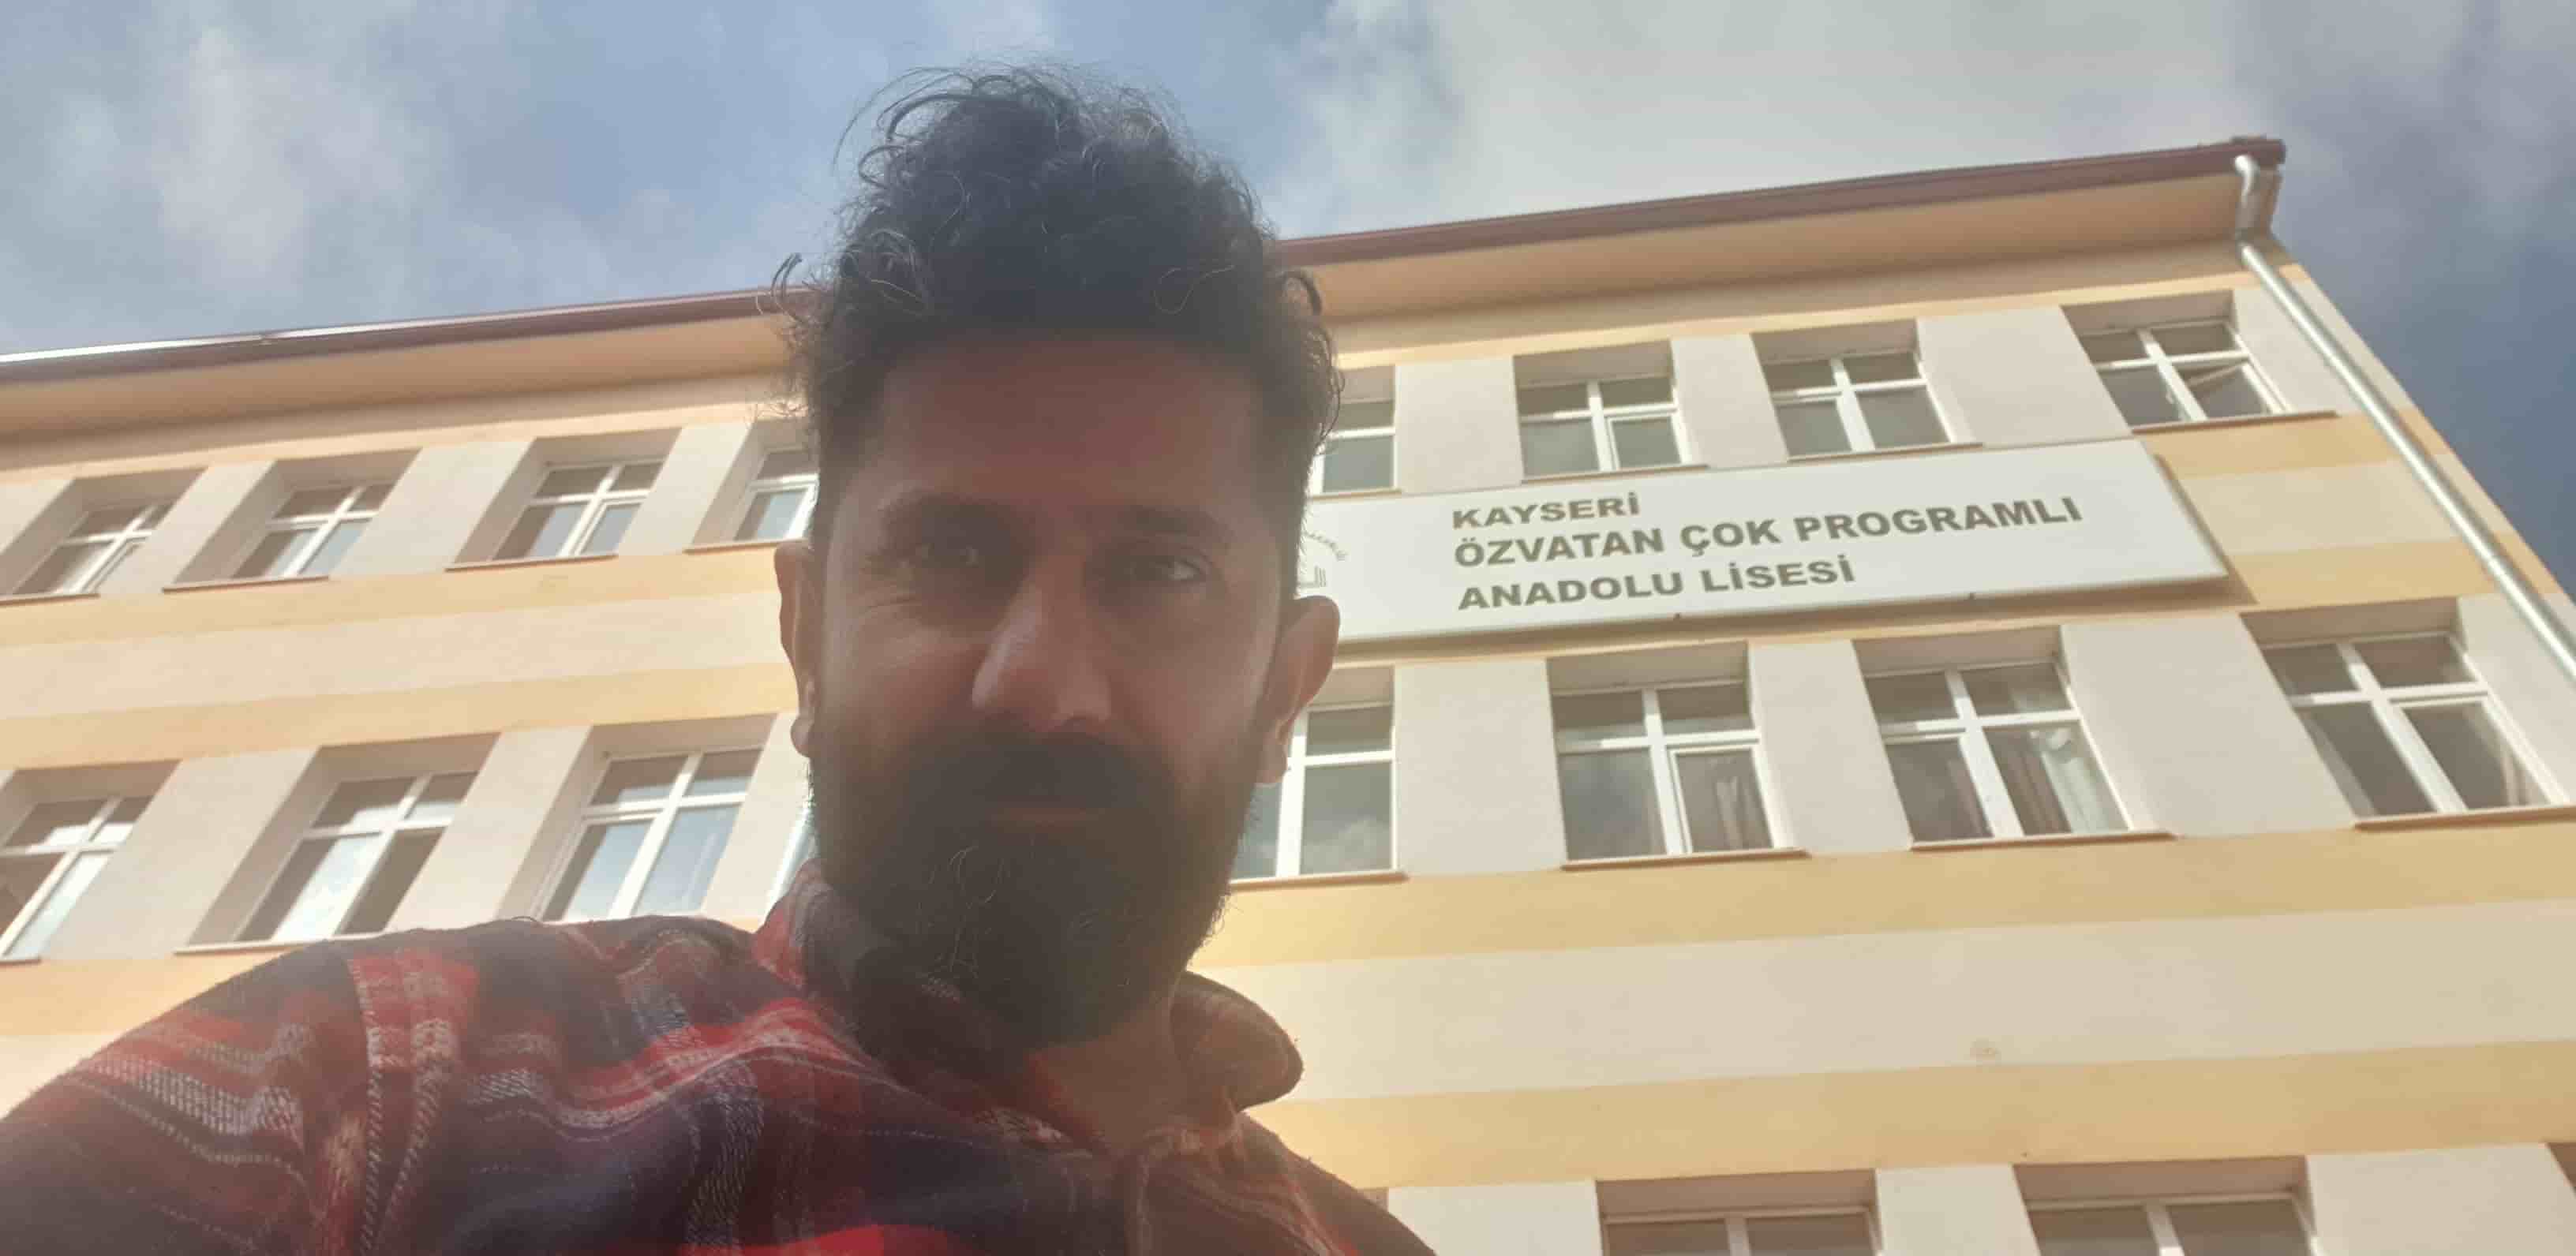 KAYSERİ
ÖZVATAN ÇOK PROGRAMLI
ANADOLU LİSESİ